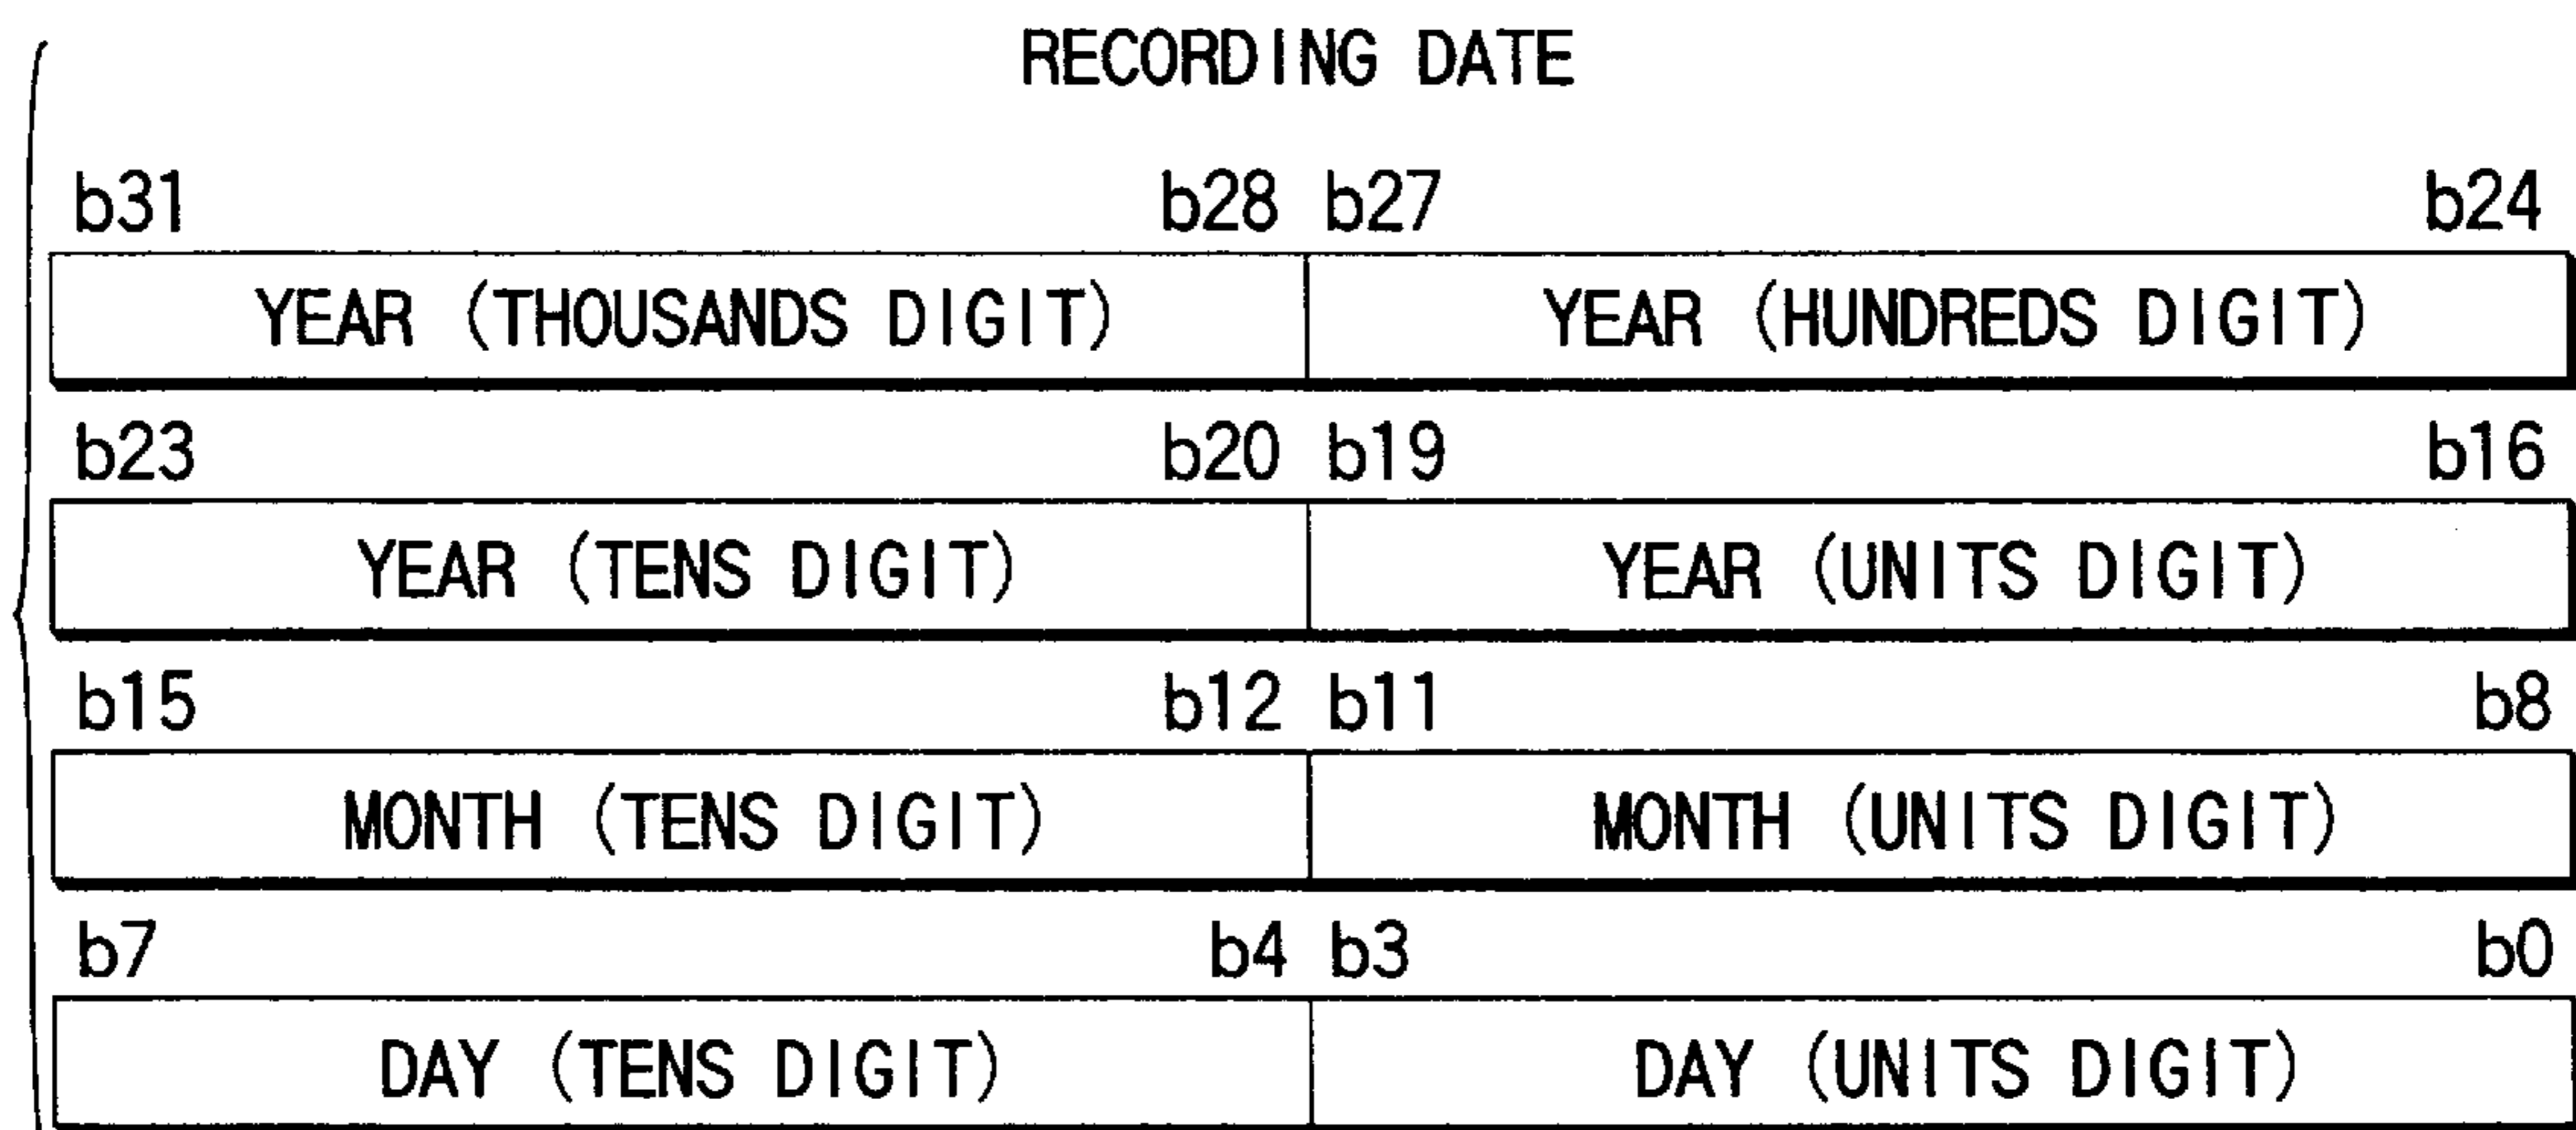 RECORDING DATE
b31 b28 b27 b24
YEAR (THOUSANDS DIGIT) YEAR (HUNDREDS DIGIT)
b23 b20 b19 b16
YEAR (TENS DIGIT) YEAR (UNITS DIGIT)
b15 b12 b11 b8
MONTH (TENS DIGIT) MONTH (UNITS DIGIT)
b7 b4 b3 b0
DAY (TENS DIGIT) DAY (UNITS DIGIT)